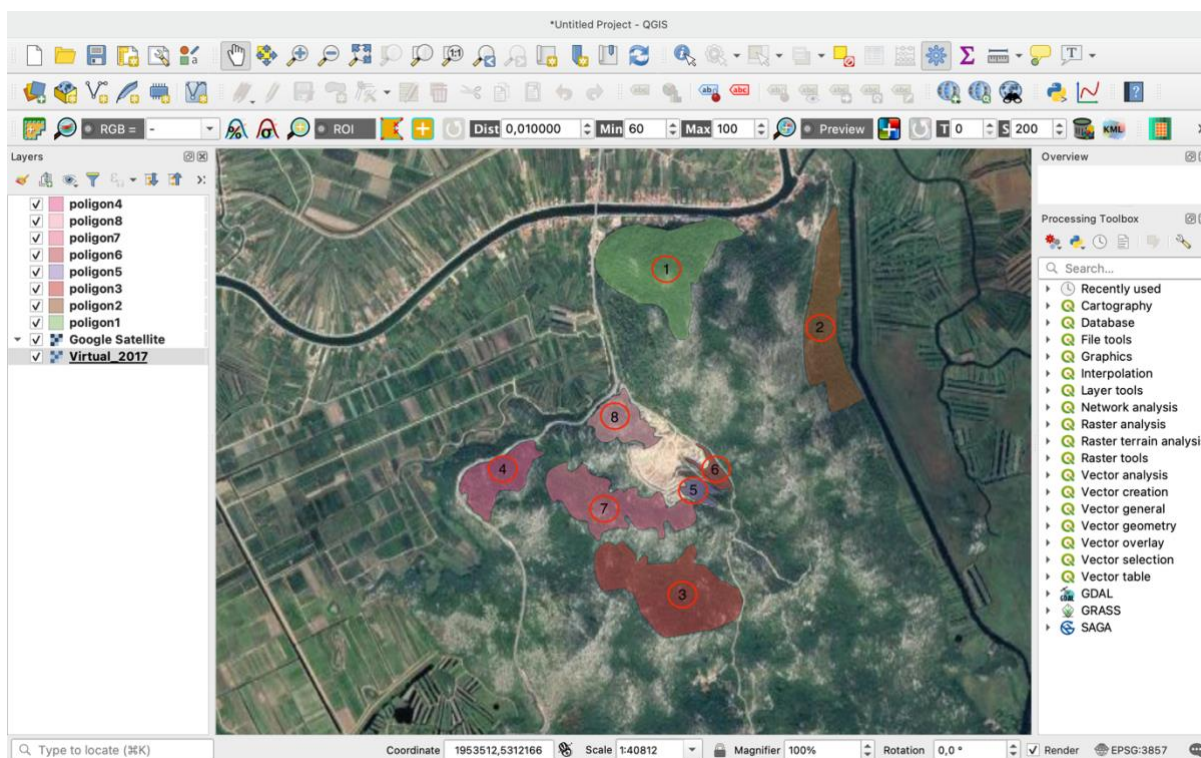 *Untitled Project - QGIS
RGB = -
ROI
Dist 0,010000
Min 60
Max 100
Preview
T 0
S 200
KML
Layers
poligon4
poligon8
poligon7
poligon6
poligon5
poligon3
poligon2
poligon1
Google Satellite
Virtual_2017
1
2
8
4
6
5
7
3
Overview
Processing Toolbox
Search...
Recently used
Cartography
Database
File tools
Graphics
Interpolation
Layer tools
Network analysis
Raster analysis
Raster terrain analysi
Raster tools
Vector analysis
Vector creation
Vector general
Vector geometry
Vector overlay
Vector selection
Vector table
GDAL
GRASS
SAGA
Type to locate (⌘K)
Coordinate 1953512,5312166 Scale 1:40812 Magnifier 100% Rotation 0,0 ° Render EPSG:3857